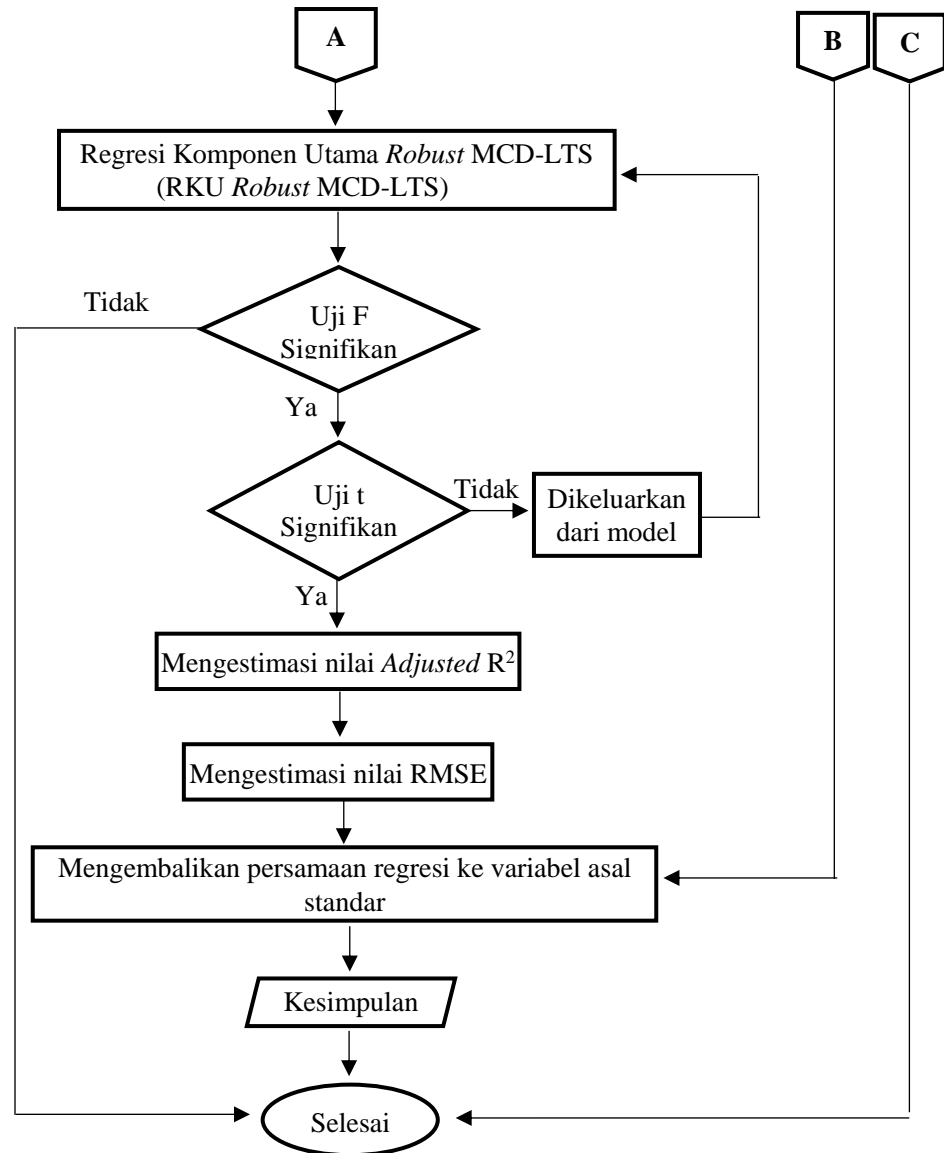 A
B
C
Regresi Komponen Utama Robust MCD-LTS
(RKU Robust MCD-LTS)
Tidak
Uji F
Signifikan
Ya
Uji t
Signifikan
Tidak
Dikeluarkan
dari model
Ya
Mengestimasi nilai Adjusted R²
Mengestimasi nilai RMSE
Mengembalikan persamaan regresi ke variabel asal
standar
Kesimpulan
Selesai